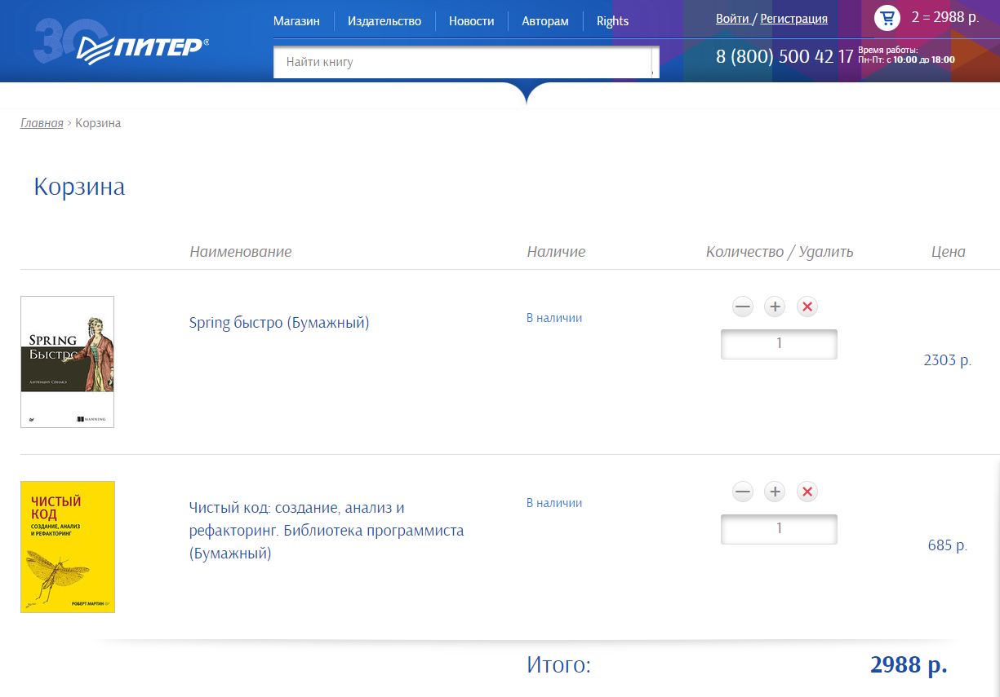 30 ПИТЕР®
Магазин Издательство Новости Авторам Rights
Войти / Регистрация
2 = 2988 р.
Найти книгу
8 (800) 500 42 17
Время работы:
Пн-Пт: с 10:00 до 18:00
Главная > Корзина
Корзина
Наименование Наличие Количество / Удалить Цена
SPRING
Быстро
ЛАУРЕНЦИУ СПИЛКЭ
MANNING
Spring быстро (Бумажный)
В наличии
1
2303 р.
ЧИСТЫЙ
КОД
СОЗДАНИЕ, АНАЛИЗ
И РЕФАКТОРИНГ
РОБЕРТ МАРТИН
Чистый код: создание, анализ и
рефакторинг. Библиотека программиста
(Бумажный)
В наличии
1
685 р.
Итого: 2988 р.